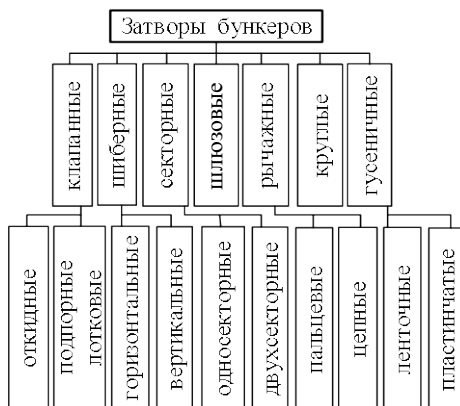 Затворы бункеров
клапанные
шиберные
секторные
шлюзовые
рычажные
круглые
гусеничные
откидные
подпорные
лотковые
горизонтальные
вертикальные
односекторные
двухсекторные
пальцевые
цепные
ленточные
пластинчатые